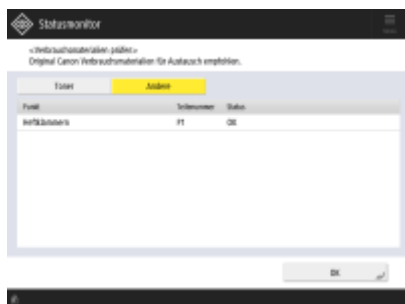 Statusmonitor
<Verbrauchsmaterialien prüfen>
Original Canon Verbrauchsmaterialien für Austausch empfohlen.
Toner
Andere
Punkt Teilenummer Status
Heftklammern P1 OK
OK